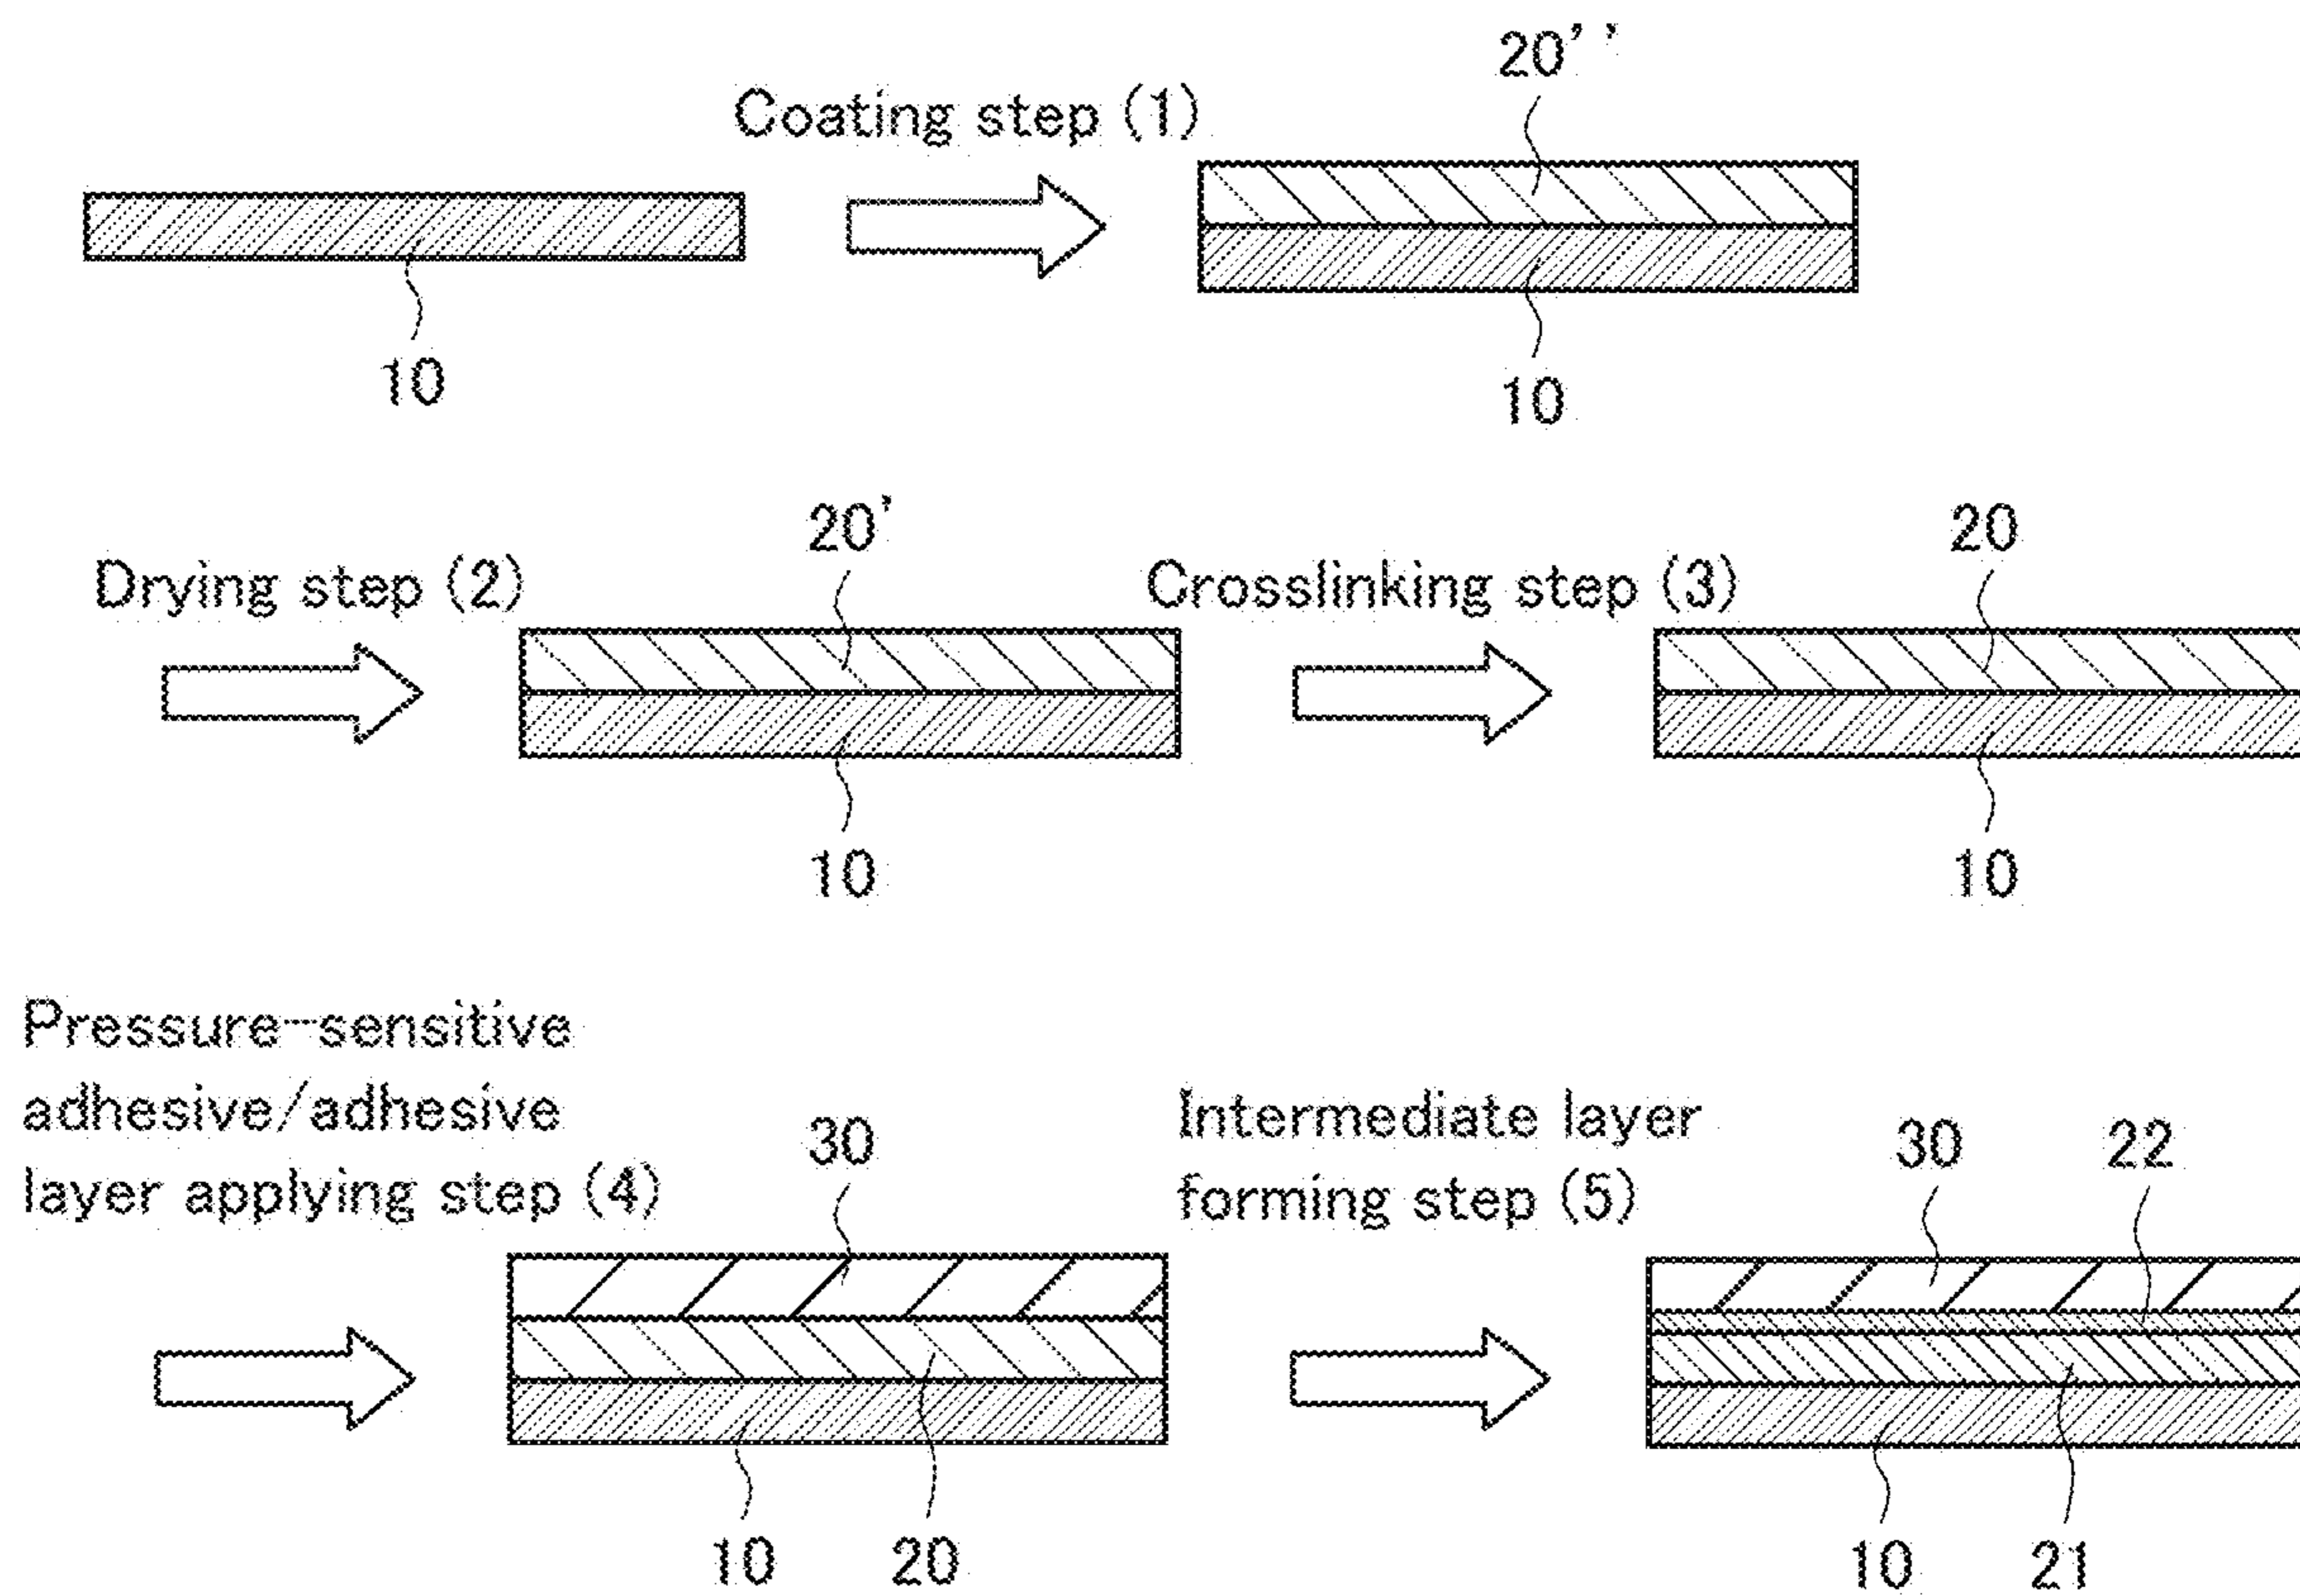 20’’
Coating step (1)
10
10
20’
20
Drying step (2)
Crosslinking step (3)
10
10
Pressure-sensitive
adhesive/adhesive
layer applying step (4)
30
Intermediate layer
forming step (5)
30
22
10
20
10
21